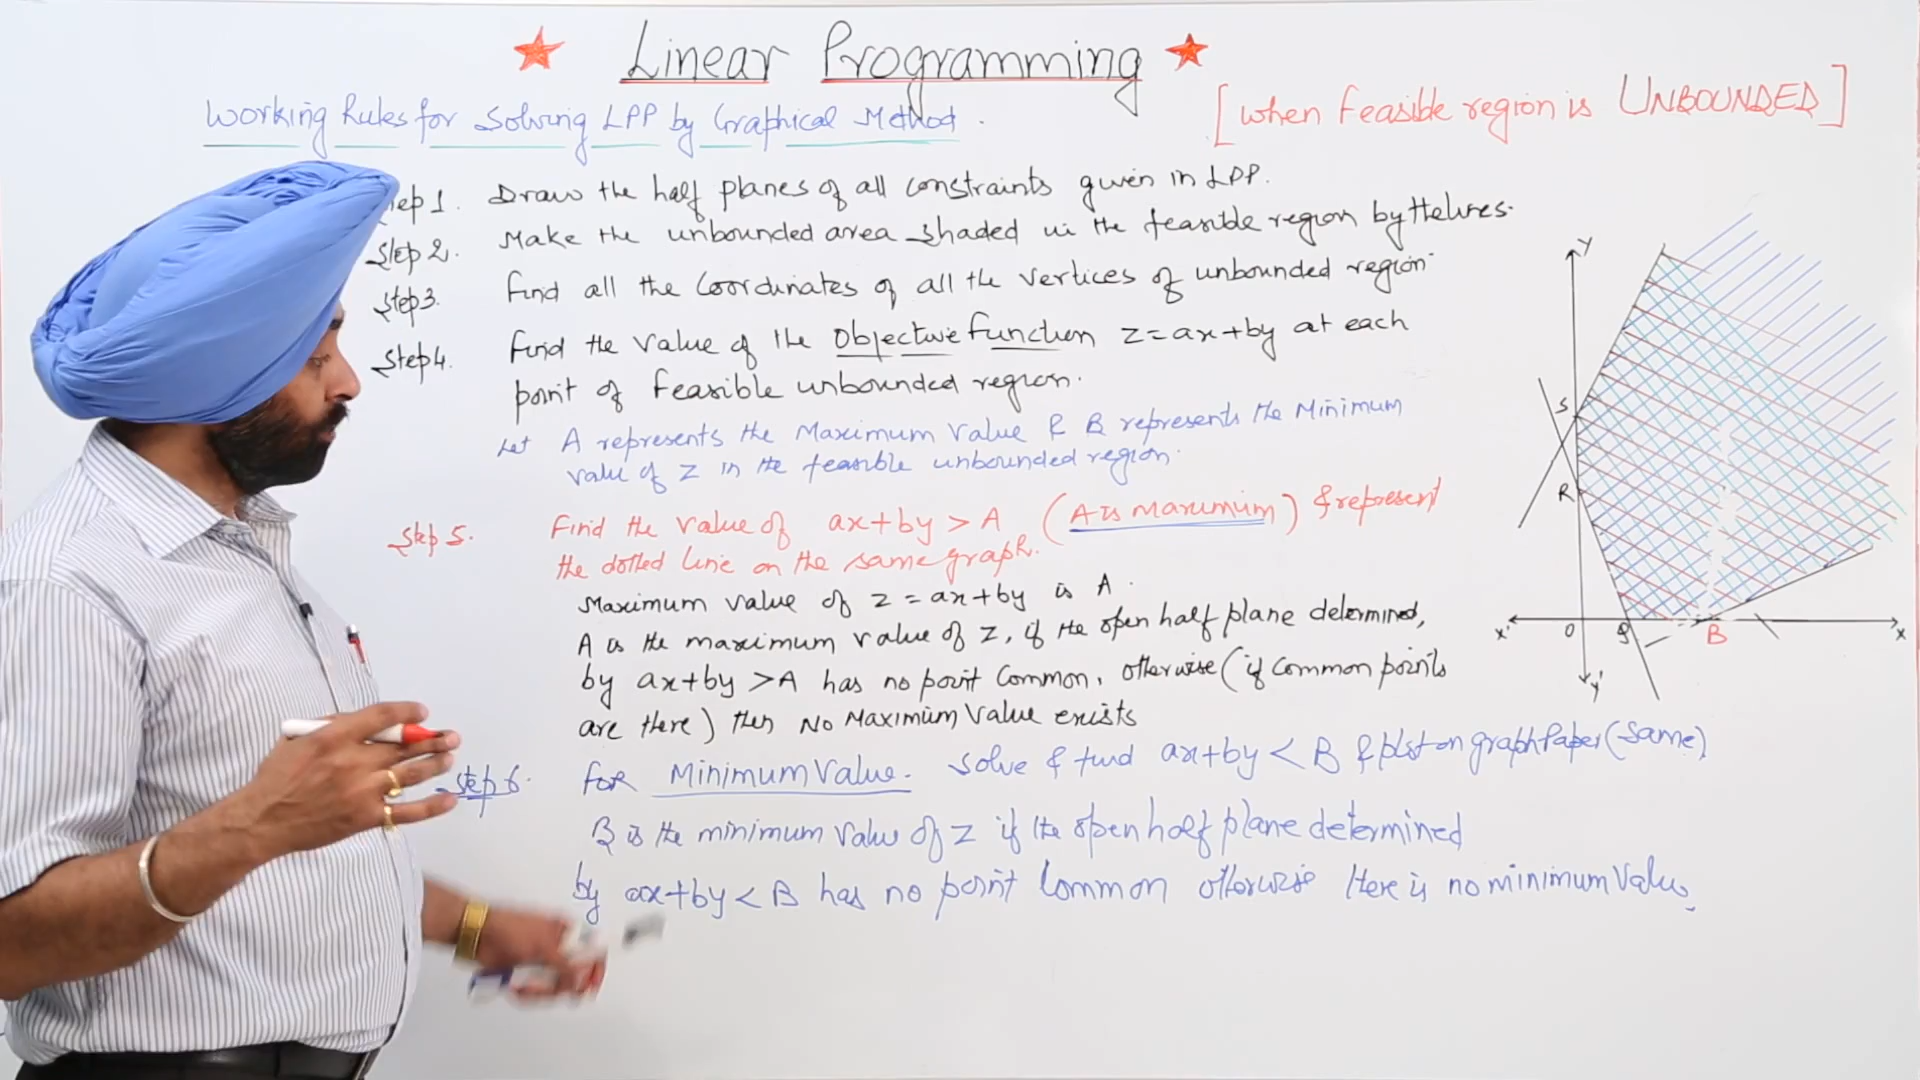 Linear Programming
Working Rules for Solving LPP by Graphical Method.
[when Feasible region is UNBOUNDED]
Step 1. Draw the half planes of all constraints given in LPP.
Step 2. Make the unbounded area shaded in the feasible region by the lines.
Step 3. Find all the Coordinates of all the vertices of unbounded region.
Step 4. Find the value of the Objective Function z=ax+by at each
point of Feasible unbounded region.
Let A represents the Maximum Value & B represents the Minimum
value of Z in the feasible unbounded region.
Step 5. Find the value of ax+by > A (A is Maximum) & represent
the dotted line on the same graph.
Maximum value of z = ax+by is A.
A is the maximum value of Z, if the open half plane determined,
by ax+by > A has no point Common, otherwise (if Common points
are there) then No Maximum Value exists
Step 6. For Minimum Value. Solve & find ax+by < B & plot on graph Paper (Same)
B is the minimum value of Z if the open half plane determined
by ax+by < B has no point Common otherwise there is no minimum Value.
Y
S
R
X' O B X
Y'